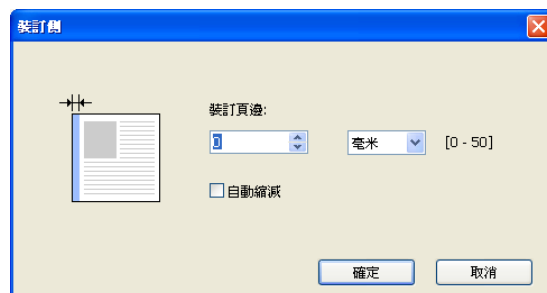 裝訂側
裝訂頁邊:
0 毫米 [0 - 50]
自動縮減
確定 取消